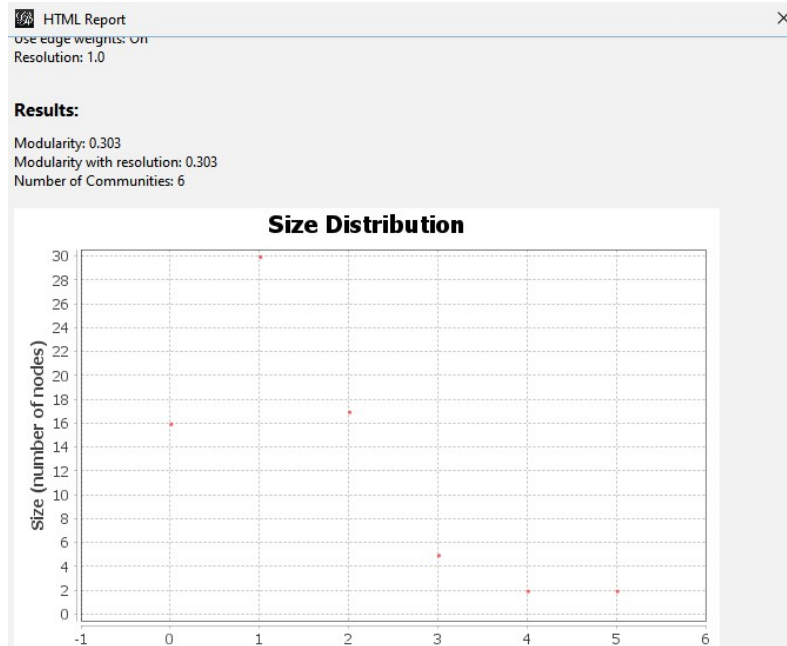 HTML Report
Use edge weights: On
Resolution: 1.0
Results:
Modularity: 0.303
Modularity with resolution: 0.303
Number of Communities: 6
Size Distribution
Size (number of nodes)
30
28
26
24
22
20
18
16
14
12
10
8
6
4
2
0
-1 0 1 2 3 4 5 6